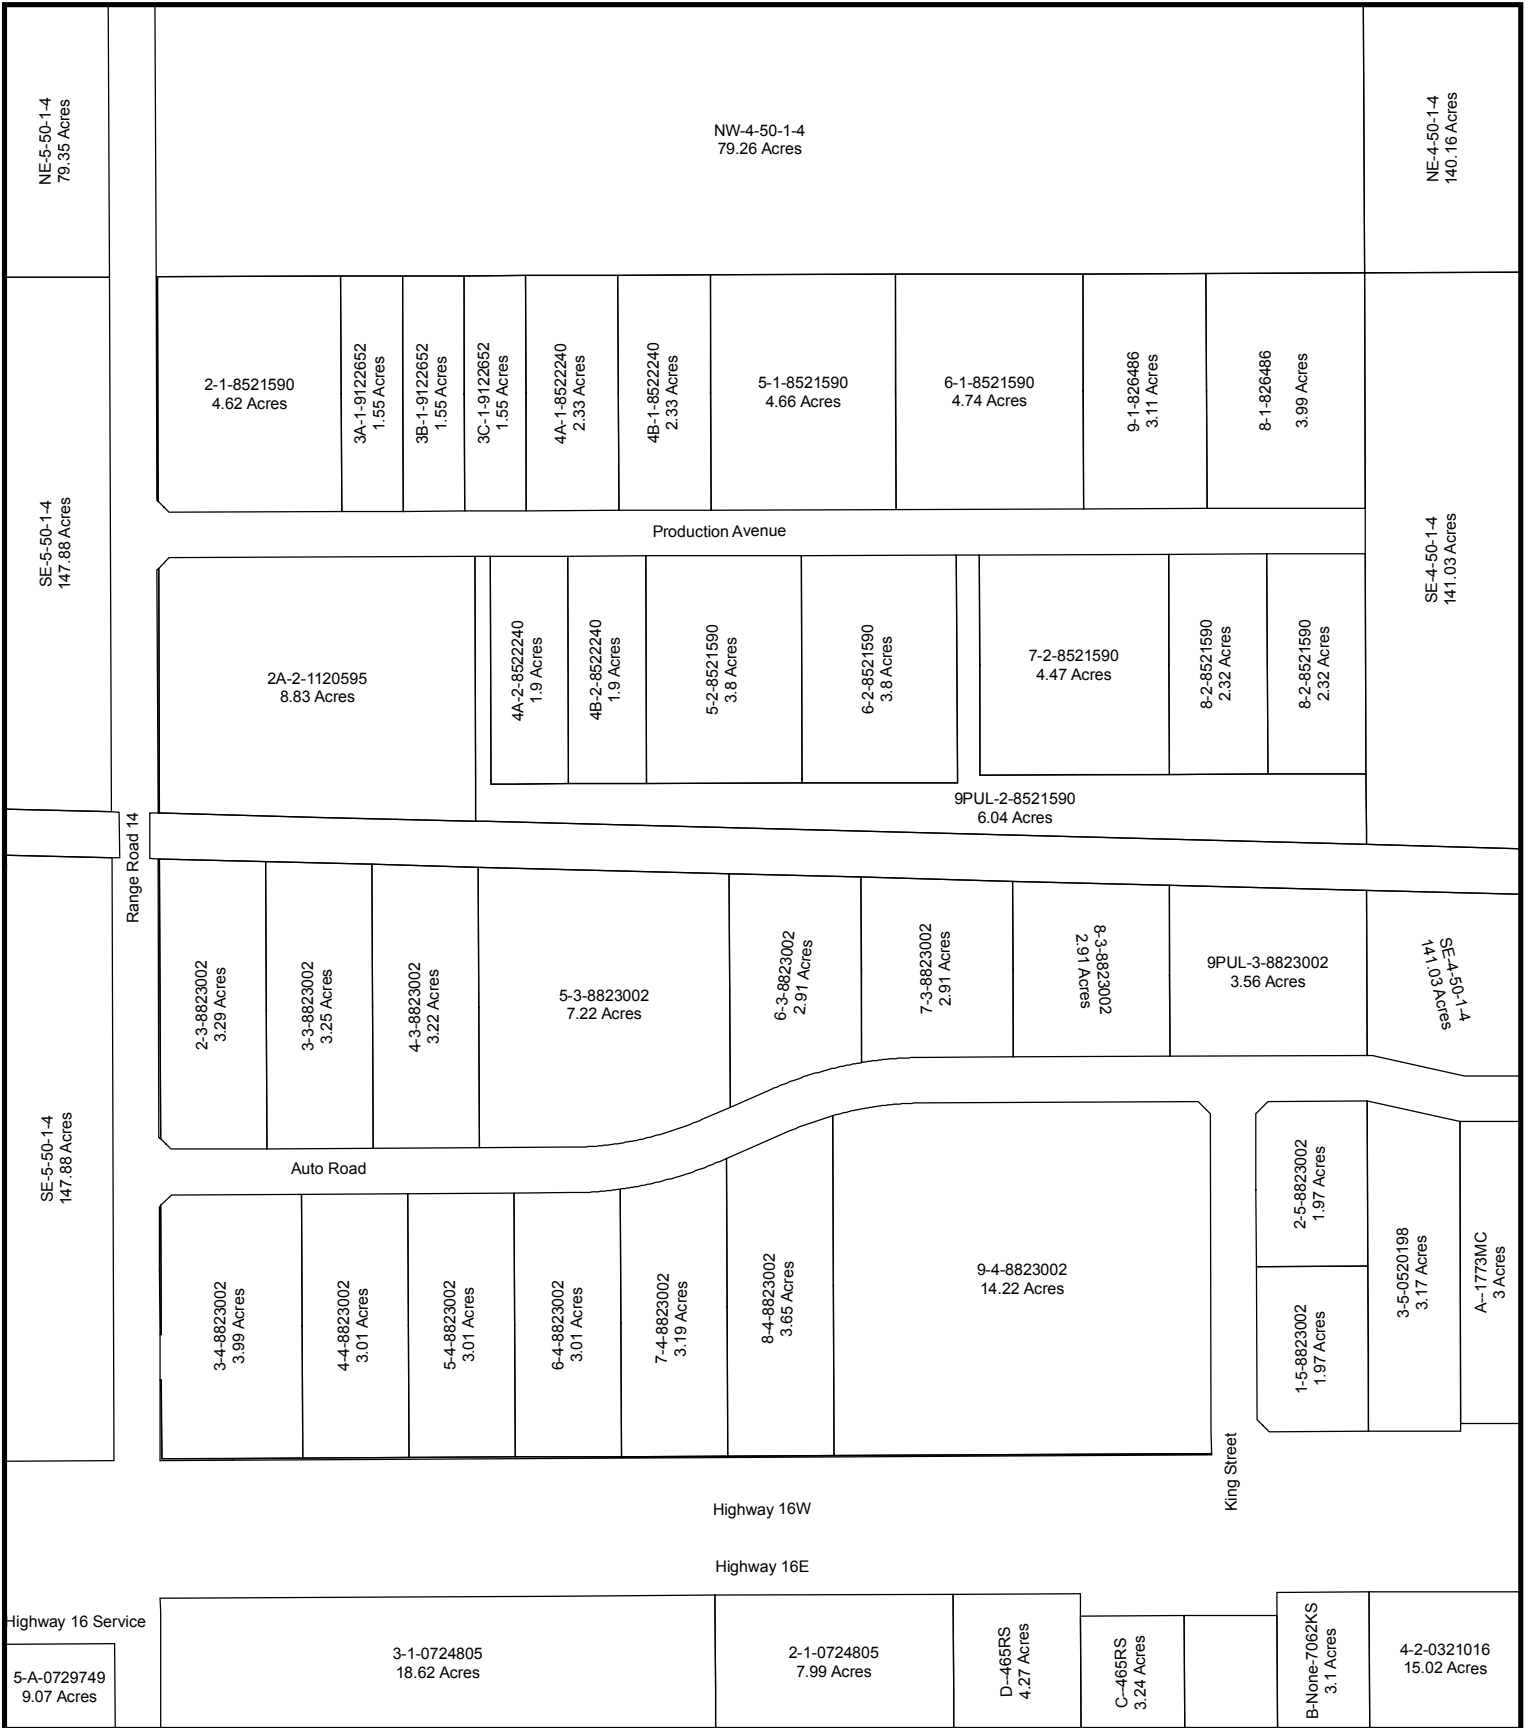 NE-5-50-1-4
79.35 Acres
NW-4-50-1-4
79.26 Acres
NE-4-50-1-4
140.16 Acres
SE-5-50-1-4
147.88 Acres
2-1-8521590
4.62 Acres
3A-1-9122652
1.55 Acres
3B-1-9122652
1.55 Acres
3C-1-9122652
1.55 Acres
4A-1-8522240
2.33 Acres
4B-1-8522240
2.33 Acres
5-1-8521590
4.66 Acres
6-1-8521590
4.74 Acres
9-1-826486
3.11 Acres
8-1-826486
3.99 Acres
SE-4-50-1-4
141.03 Acres
Production Avenue
2A-2-1120595
8.83 Acres
4A-2-8522240
1.9 Acres
4B-2-8522240
1.9 Acres
5-2-8521590
3.8 Acres
6-2-8521590
3.8 Acres
7-2-8521590
4.47 Acres
8-2-8521590
2.32 Acres
8-2-8521590
2.32 Acres
9PUL-2-8521590
6.04 Acres
Range Road 14
2-3-8823002
3.29 Acres
3-3-8823002
3.25 Acres
4-3-8823002
3.22 Acres
5-3-8823002
7.22 Acres
6-3-8823002
2.91 Acres
7-3-8823002
2.91 Acres
8-3-8823002
2.91 Acres
9PUL-3-8823002
3.56 Acres
SE-4-50-1-4
141.03 Acres
SE-5-50-1-4
147.88 Acres
Auto Road
3-4-8823002
3.99 Acres
4-4-8823002
3.01 Acres
5-4-8823002
3.01 Acres
6-4-8823002
3.01 Acres
7-4-8823002
3.19 Acres
8-4-8823002
3.65 Acres
9-4-8823002
14.22 Acres
2-5-8823002
1.97 Acres
1-5-8823002
1.97 Acres
3-5-0520198
3.17 Acres
A--1773MC
3 Acres
King Street
Highway 16W
Highway 16E
Highway 16 Service
5-A-0729749
9.07 Acres
3-1-0724805
18.62 Acres
2-1-0724805
7.99 Acres
D--465RS
4.27 Acres
C--465RS
3.24 Acres
B-None-7062KS
3.1 Acres
4-2-0321016
15.02 Acres